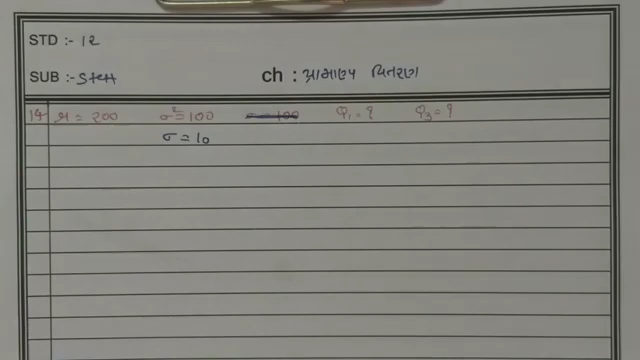 STD :- 12
SUB :- STAT ch : પ્રામાણ્ય વિતરણ
14 μ = 200 σ² = 100 Q₁ = ? Q₃ = ?
σ = 10